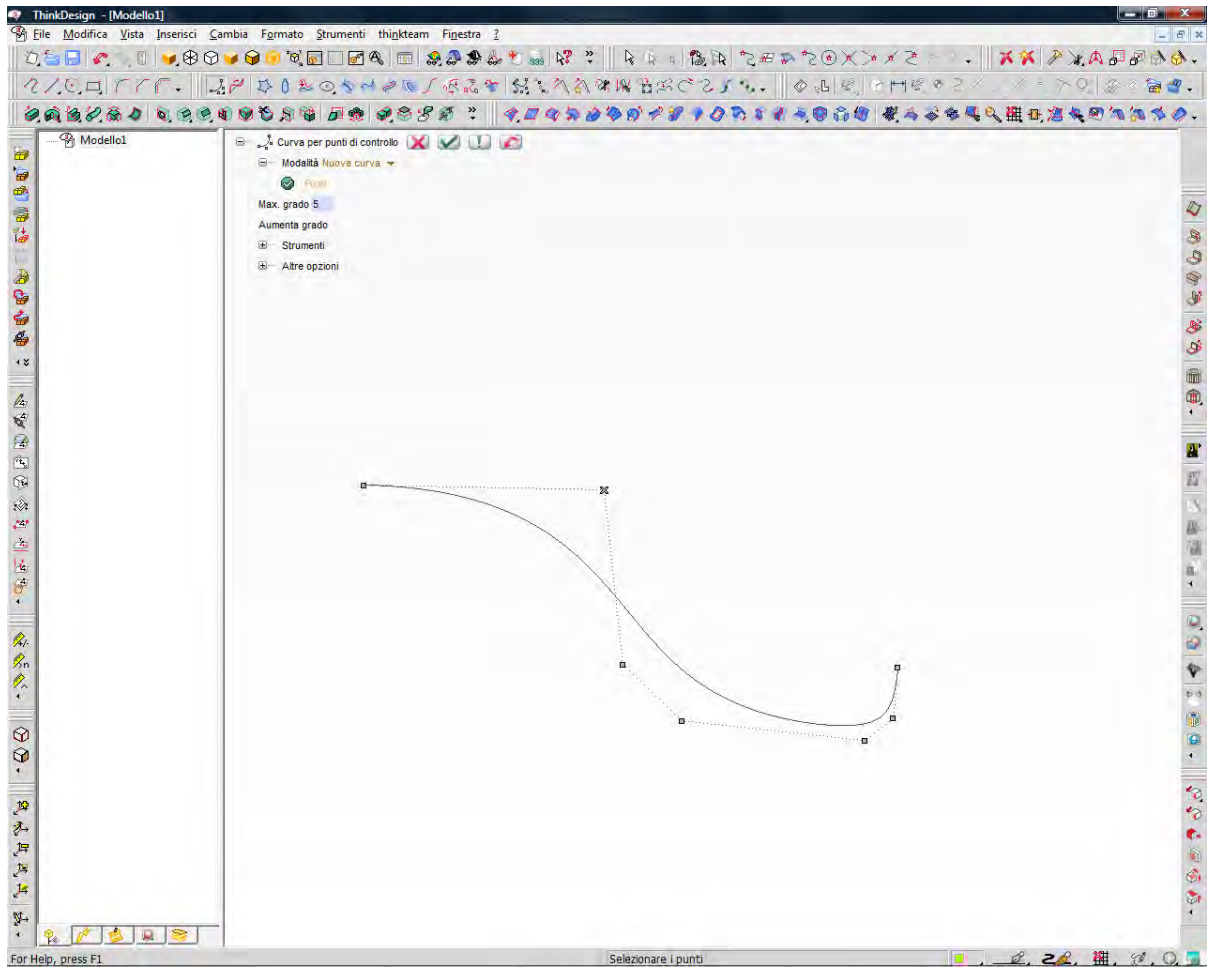 ThinkDesign - [Modello1]
File Modifica Vista Inserisci Cambia Formato Strumenti thinkteam Finestra ?
Modello1
Curva per punti di controllo
Modalità Nuova curva
Punti
Max. grado 5
Aumenta grado
Strumenti
Altre opzioni
For Help, press F1
Selezionare i punti